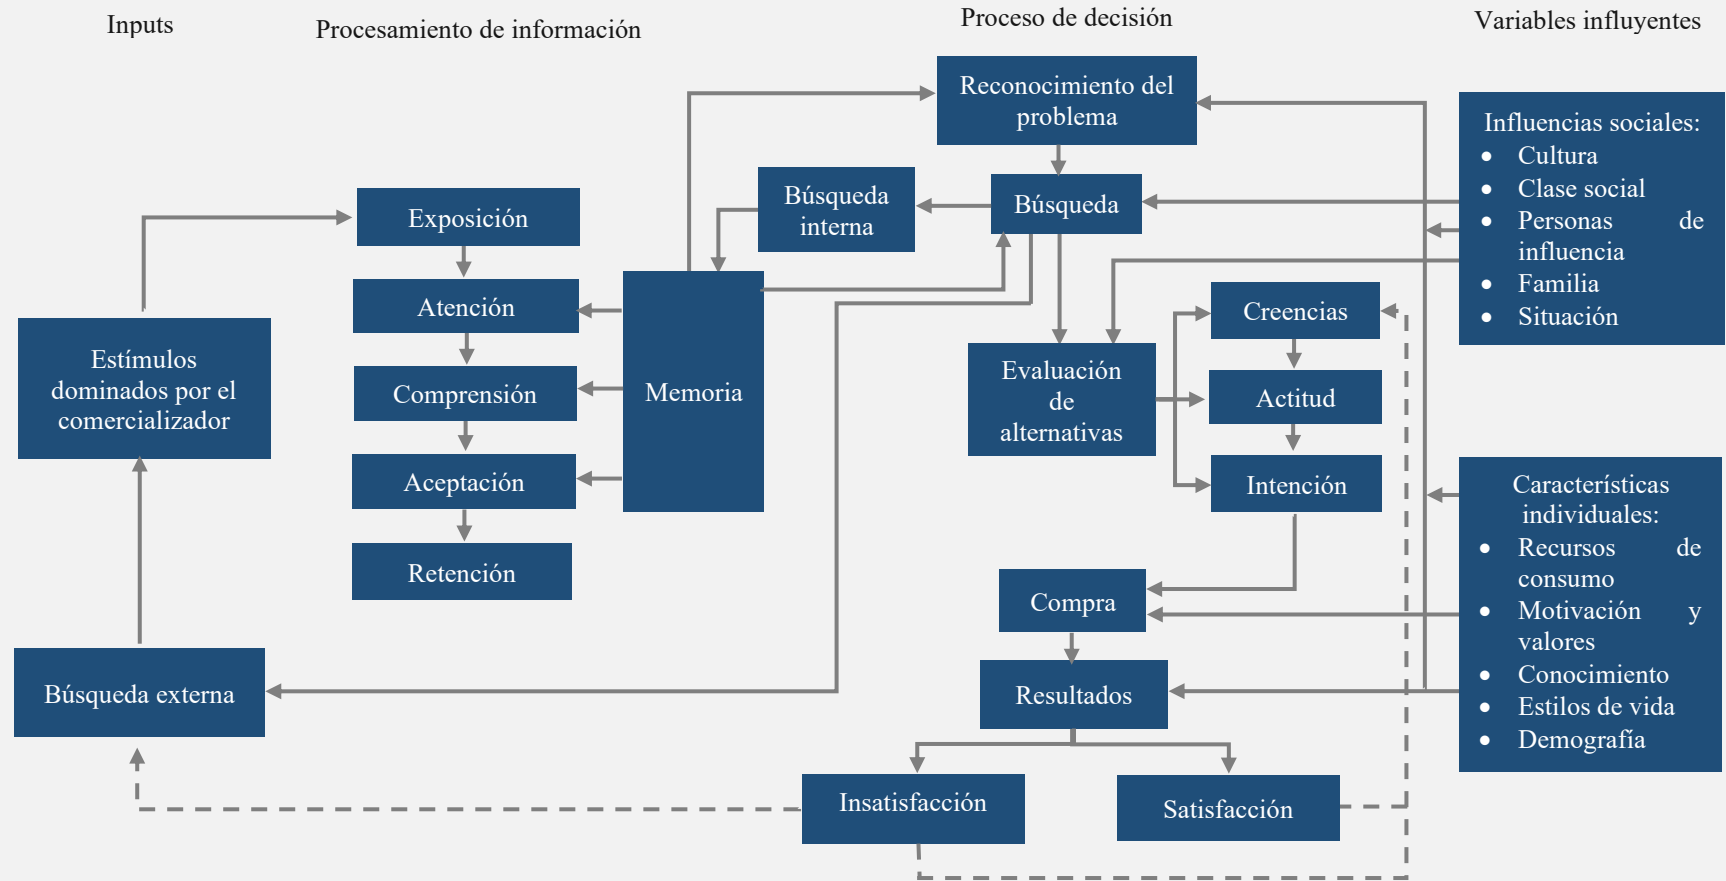 Inputs
Procesamiento de información
Proceso de decisión
Variables influyentes
Reconocimiento del
problema
Búsqueda
interna
Búsqueda
Exposición
Atención
Comprensión
Aceptación
Retención
Memoria
Estímulos
dominados por el
comercializador
Búsqueda externa
Evaluación
de
alternativas
Creencias
Actitud
Intención
Compra
Resultados
Insatisfacción
Satisfacción
Influencias sociales:
• Cultura
• Clase social
• Personas de
influencia
• Familia
• Situación
Características
individuales:
• Recursos de
consumo
• Motivación y
valores
• Conocimiento
• Estilos de vida
• Demografía